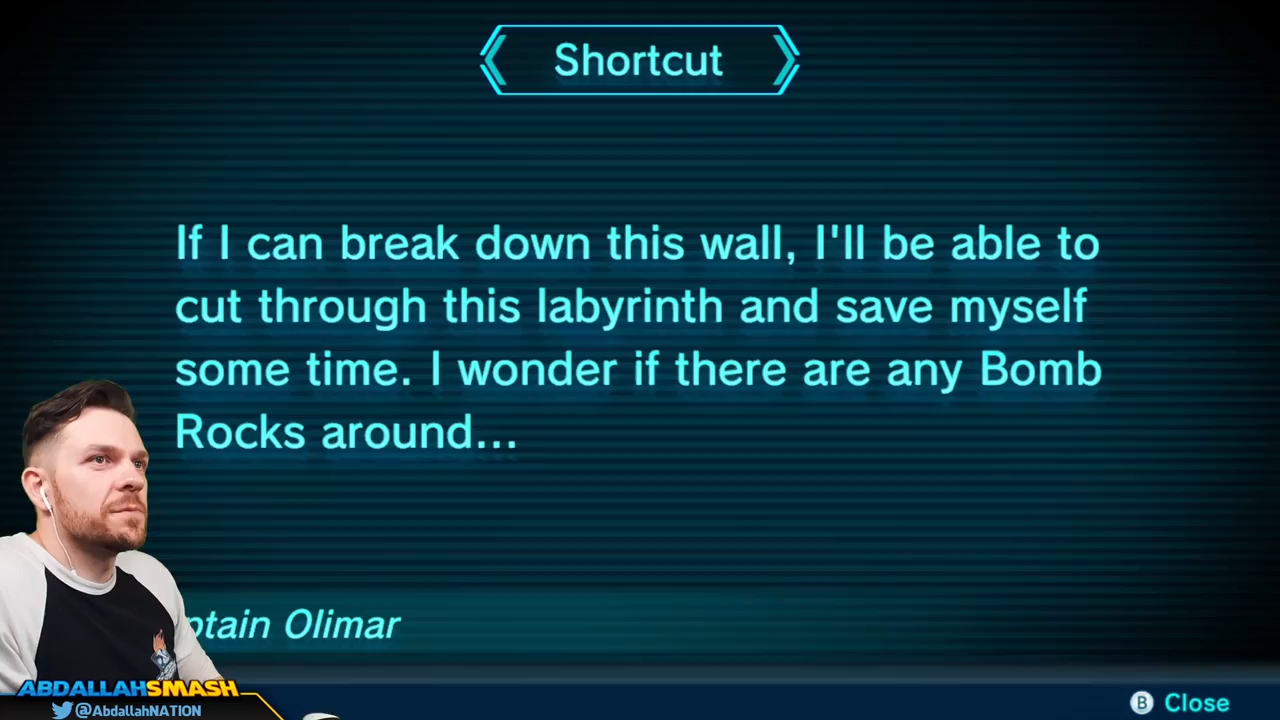 Shortcut
If I can break down this wall, I'll be able to
cut through this labyrinth and save myself
some time. I wonder if there are any Bomb
Rocks around...
ptain Olimar
ABDALLAHSMASH
@AbdallahNATION
B Close